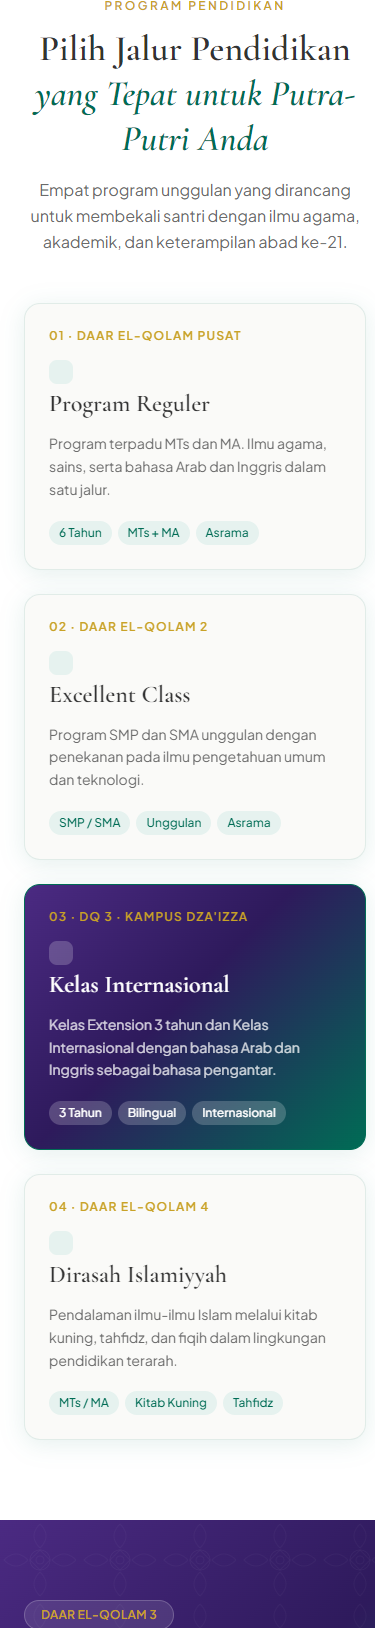 PROGRAM PENDIDIKAN
Pilih Jalur Pendidikan
yang Tepat untuk Putra-
Putri Anda
Empat program unggulan yang dirancang
untuk membekali santri dengan ilmu agama,
akademik, dan keterampilan abad ke-21.
01 · DAAR EL-QOLAM PUSAT
Program Reguler
Program terpadu MTs dan MA. Ilmu agama,
sains, serta bahasa Arab dan Inggris dalam
satu jalur.
6 Tahun MTs + MA Asrama
02 · DAAR EL-QOLAM 2
Excellent Class
Program SMP dan SMA unggulan dengan
penekanan pada ilmu pengetahuan umum
dan teknologi.
SMP / SMA Unggulan Asrama
03 · DQ 3 · KAMPUS DZA'IZZA
Kelas Internasional
Kelas Extension 3 tahun dan Kelas
Internasional dengan bahasa Arab dan
Inggris sebagai bahasa pengantar.
3 Tahun Bilingual Internasional
04 · DAAR EL-QOLAM 4
Dirasah Islamiyyah
Pendalaman ilmu-ilmu Islam melalui kitab
kuning, tahfidz, dan fiqih dalam lingkungan
pendidikan terarah.
MTs / MA Kitab Kuning Tahfidz
DAAR EL-QOLAM 3